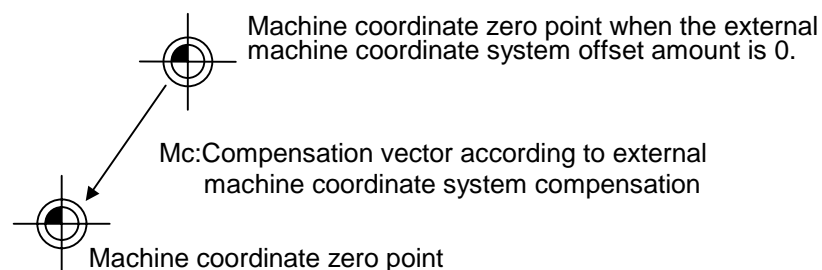 Machine coordinate zero point when the external
machine coordinate system offset amount is 0.
Mc:Compensation vector according to external
machine coordinate system compensation
Machine coordinate zero point